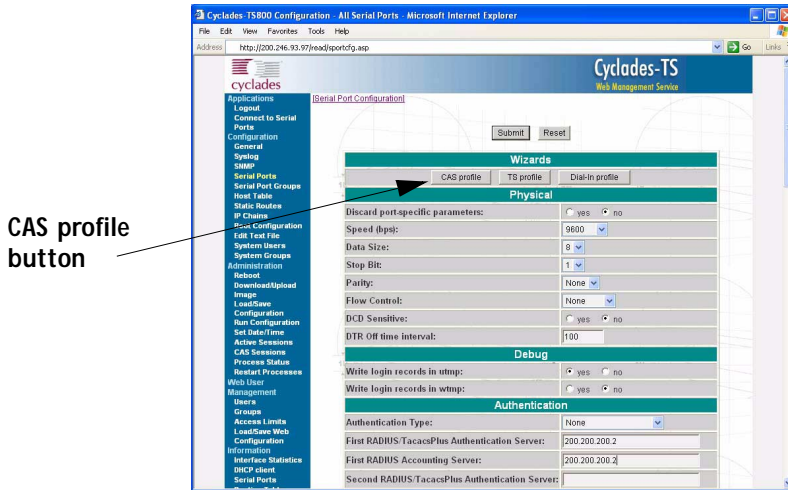 Cyclades-TS800 Configuration - All Serial Ports - Microsoft Internet Explorer
File Edit View Favorites Tools Help
Address http://200.246.93.97/read/sportcfg.asp Go Links
cyclades
Cyclades-TS
Web Management Service
Applications
Logout
Connect to Serial
Ports
Configuration
General
Syslog
SNMP
Serial Ports
Serial Port Groups
Host Table
Static Routes
IP Chains
Boot Configuration
Edit Text File
System Users
System Groups
Administration
Reboot
Download/Upload
Image
Load/Save
Configuration
Run Configuration
Set Date/Time
Active Sessions
CAS Sessions
Process Status
Restart Processes
Web User
Management
Users
Groups
Access Limits
Load/Save Web
Configuration
Information
Interface Statistics
DHCP client
Serial Ports
CAS profile
button
[Serial Port Configuration]
Submit Reset
Wizards
CAS profile TS profile Dial-In profile
Physical
Discard port-specific parameters: yes no
Speed (bps): 9600
Data Size: 8
Stop Bit: 1
Parity: None
Flow Control: None
DCD Sensitive: yes no
DTR Off time interval: 100
Debug
Write login records in utmp: yes no
Write login records in wtmp: yes no
Authentication
Authentication Type: None
First RADIUS/TacacsPlus Authentication Server: 200.200.200.2
First RADIUS Accounting Server: 200.200.200.2
Second RADIUS/TacacsPlus Authentication Server: